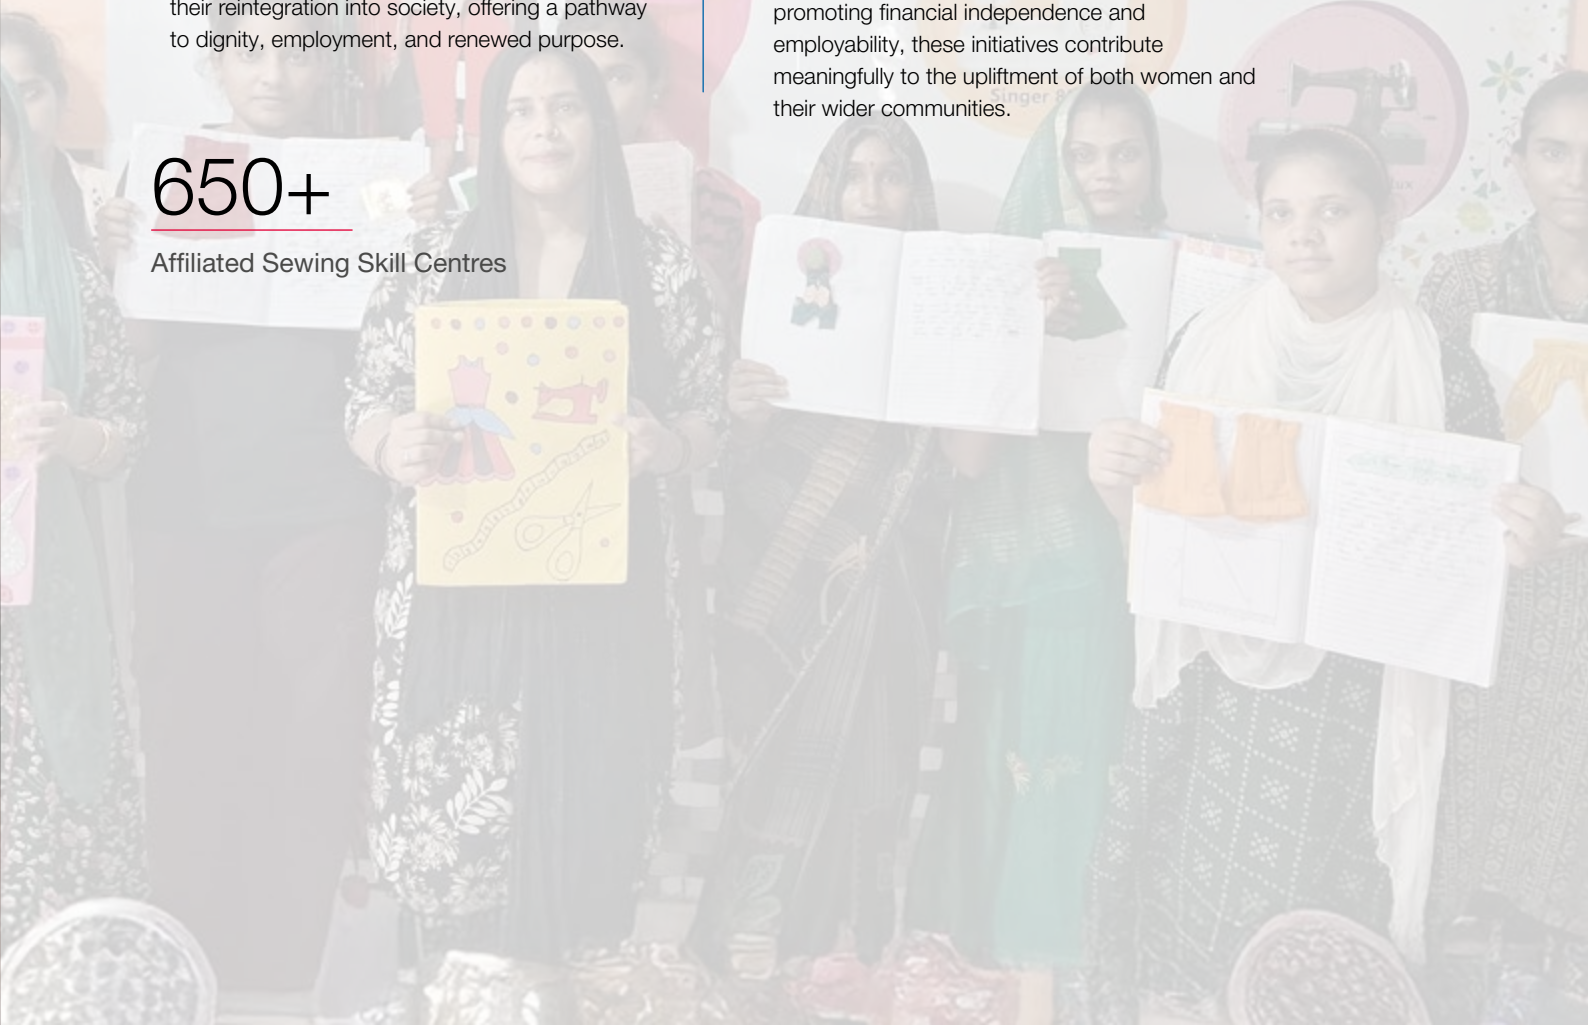 their reintegration into society, offering a pathway
to dignity, employment, and renewed purpose.
promoting financial independence and
employability, these initiatives contribute
meaningfully to the upliftment of both women and
their wider communities.
Singer
650+
Affiliated Sewing Skill Centres